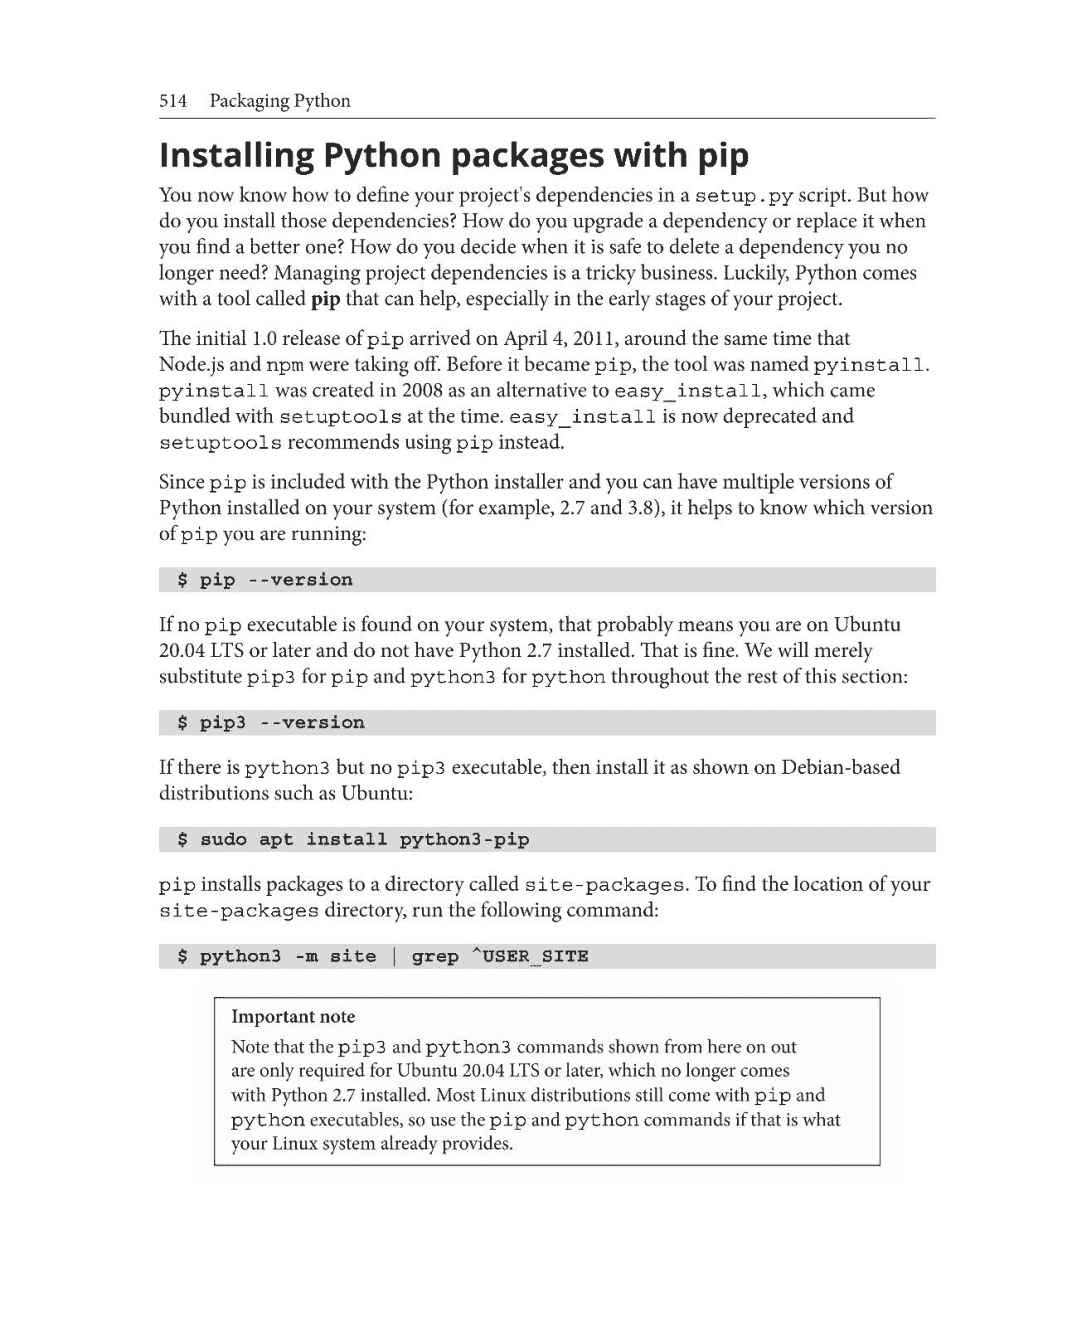 514 Packaging Python
Installing Python packages with pip
You now know how to define your project's dependencies in a setup.py script. But how
do you install those dependencies? How do you upgrade a dependency or replace it when
you find a better one? How do you decide when it is safe to delete a dependency you no
longer need? Managing project dependencies is a tricky business. Luckily, Python comes
with a tool called pip that can help, especially in the early stages of your project.
The initial 1.0 release of pip arrived on April 4, 2011, around the same time that
Node.js and npm were taking off. Before it became pip, the tool was named pyinstall.
pyinstall was created in 2008 as an alternative to easy_install, which came
bundled with setuptools at the time. easy_install is now deprecated and
setuptools recommends using pip instead.
Since pip is included with the Python installer and you can have multiple versions of
Python installed on your system (for example, 2.7 and 3.8), it helps to know which version
of pip you are running:
$ pip --version
If no pip executable is found on your system, that probably means you are on Ubuntu
20.04 LTS or later and do not have Python 2.7 installed. That is fine. We will merely
substitute pip3 for pip and python3 for python throughout the rest of this section:
$ pip3 --version
If there is python3 but no pip3 executable, then install it as shown on Debian-based
distributions such as Ubuntu:
$ sudo apt install python3-pip
pip installs packages to a directory called site-packages. To find the location of your
site-packages directory, run the following command:
$ python3 -m site | grep ^USER_SITE
Important note
Note that the pip3 and python3 commands shown from here on out
are only required for Ubuntu 20.04 LTS or later, which no longer comes
with Python 2.7 installed. Most Linux distributions still come with pip and
python executables, so use the pip and python commands if that is what
your Linux system already provides.